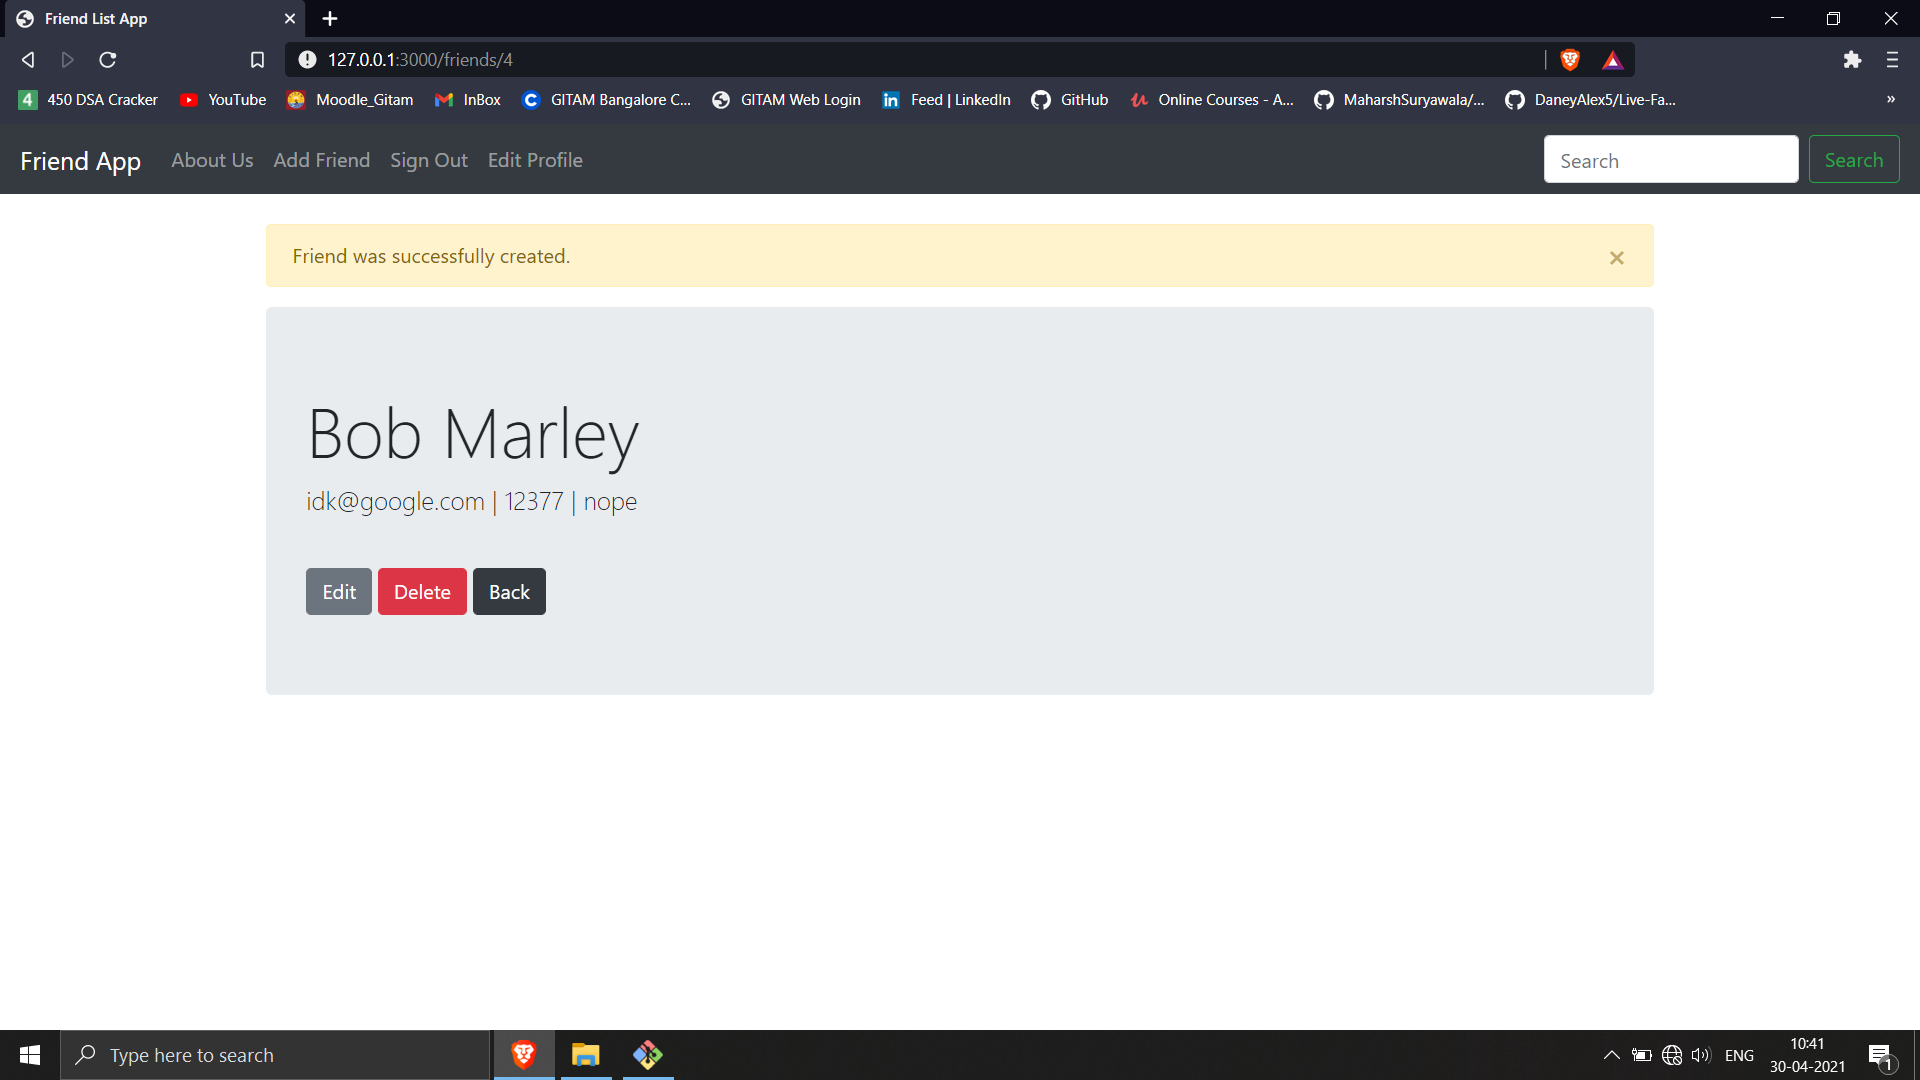 Friend List App
127.0.0.1:3000/friends/4
4 450 DSA Cracker YouTube Moodle_Gitam InBox GITAM Bangalore C... GITAM Web Login Feed | LinkedIn GitHub Online Courses - A... MaharshSuryawala/... DaneyAlex5/Live-Fa... »
Friend App About Us Add Friend Sign Out Edit Profile Search Search
Friend was successfully created. ×
Bob Marley
idk@google.com | 12377 | nope
Edit Delete Back
Type here to search ENG 10:41
30-04-2021 1